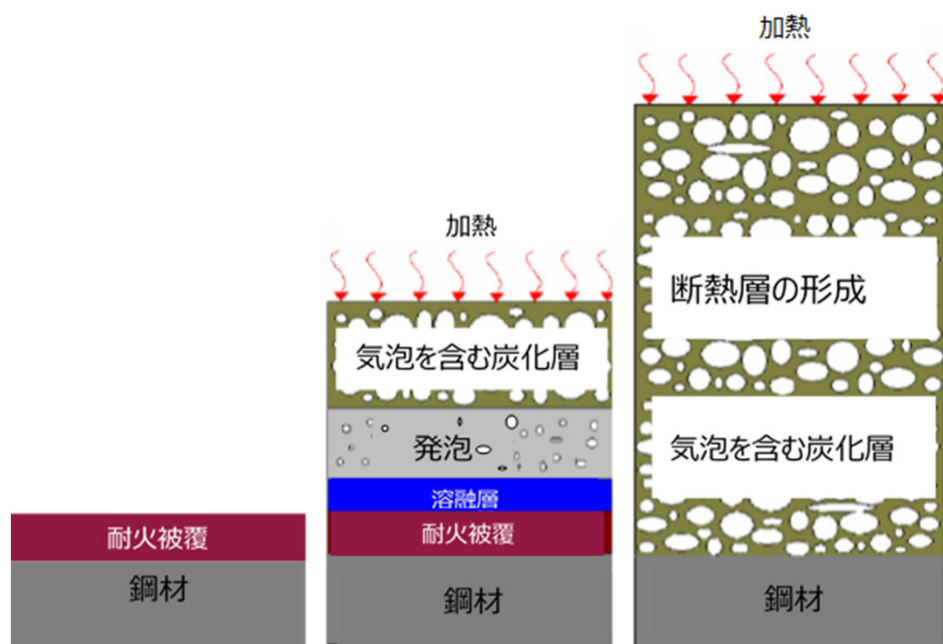 耐火被覆
鋼材
加熱
気泡を含む炭化層
発泡
溶融層
耐火被覆
鋼材
加熱
断熱層の形成
気泡を含む炭化層
鋼材